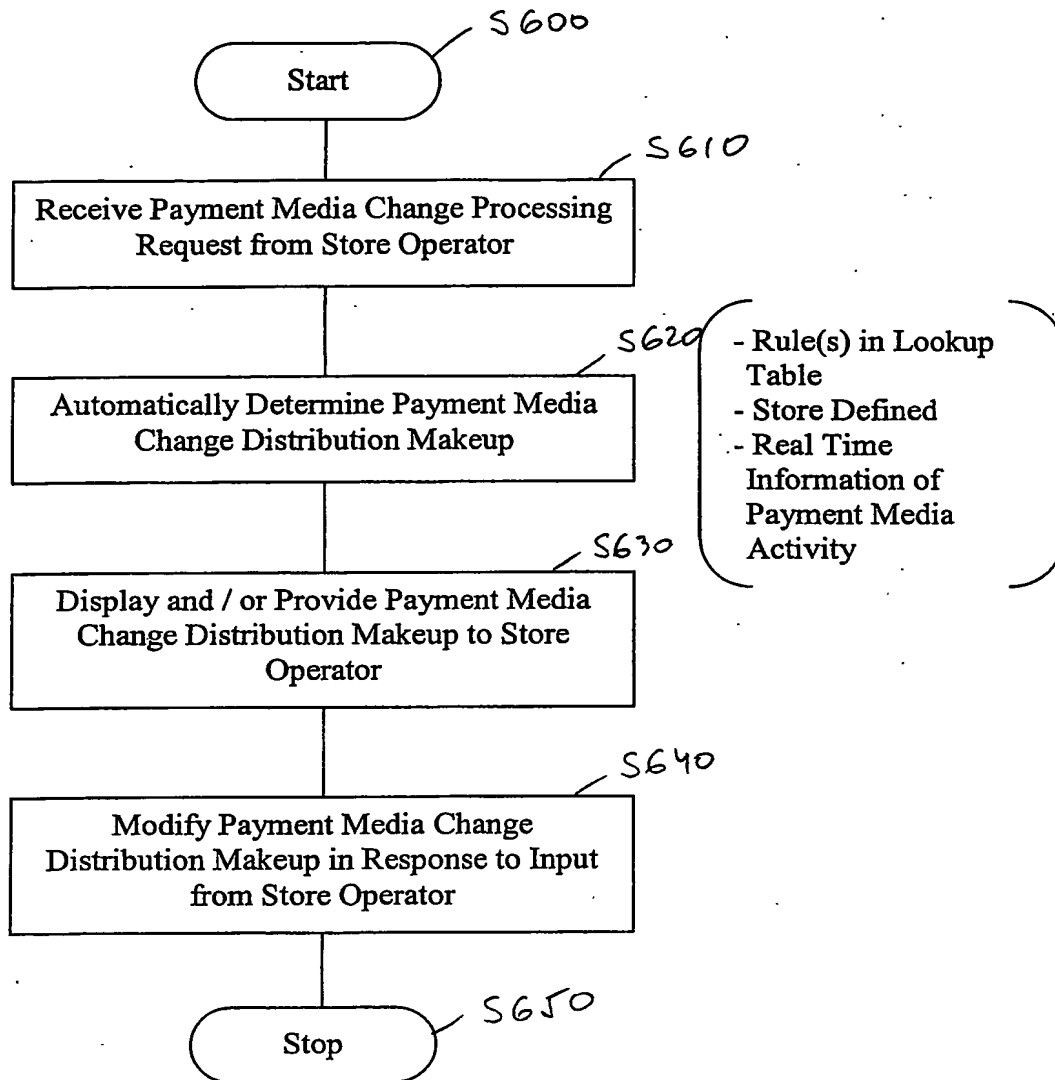 S600
Start
S610
Receive Payment Media Change Processing
Request from Store Operator
S620
Automatically Determine Payment Media
Change Distribution Makeup
- Rule(s) in Lookup
Table
- Store Defined
- Real Time
Information of
Payment Media
Activity
S630
Display and / or Provide Payment Media
Change Distribution Makeup to Store
Operator
S640
Modify Payment Media Change
Distribution Makeup in Response to Input
from Store Operator
S650
Stop